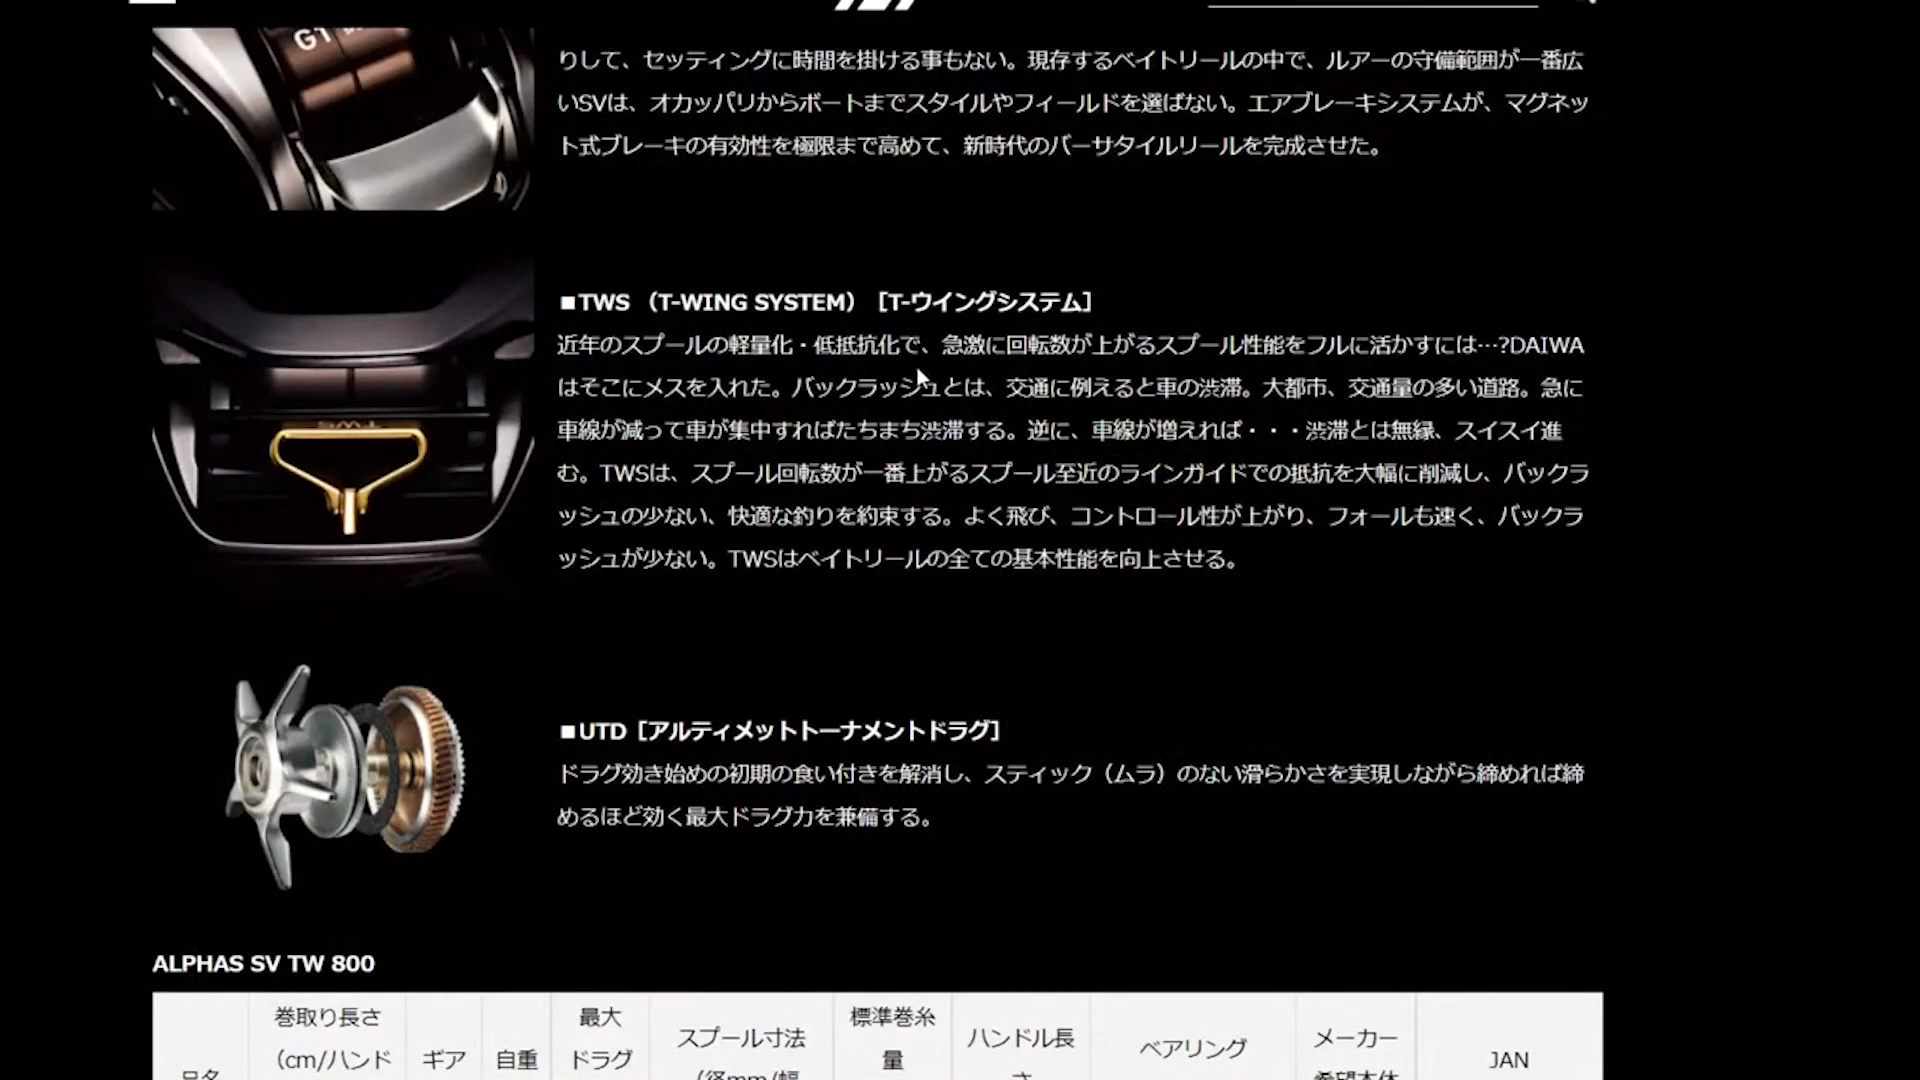 りして、セッティングに時間を掛ける事もない。現存するベイトリールの中で、ルアーの守備範囲が一番広
いSVは、オカッパリからボートまでスタイルやフィールドを選ばない。エアブレーキシステムが、マグネッ
ト式ブレーキの有効性を極限まで高めて、新時代のバーサタイルリールを完成させた。
■TWS （T-WING SYSTEM）［T-ウイングシステム］
近年のスプールの軽量化・低抵抗化で、急激に回転数が上がるスプール性能をフルに活かすには…?DAIWA
はそこにメスを入れた。バックラッシュとは、交通に例えると車の渋滞。大都市、交通量の多い道路。急に
車線が減って車が集中すればたちまち渋滞する。逆に、車線が増えれば・・・渋滞とは無縁、スイスイ進
む。TWSは、スプール回転数が一番上がるスプール至近のラインガイドでの抵抗を大幅に削減し、バックラ
ッシュの少ない、快適な釣りを約束する。よく飛び、コントロール性が上がり、フォールも速く、バックラ
ッシュが少ない。TWSはベイトリールの全ての基本性能を向上させる。
■UTD［アルティメットトーナメントドラグ］
ドラグ効き始めの初期の食い付きを解消し、スティック（ムラ）のない滑らかさを実現しながら締めれば締
めるほど効く最大ドラグ力を兼備する。
ALPHAS SV TW 800
品名
巻取り長さ
（cm/ハンド
ギア
自重
最大
ドラグ
スプール寸法
（径mm/幅
標準巻糸
量
ハンドル長
さ
ベアリング
メーカー
希望本体
JAN